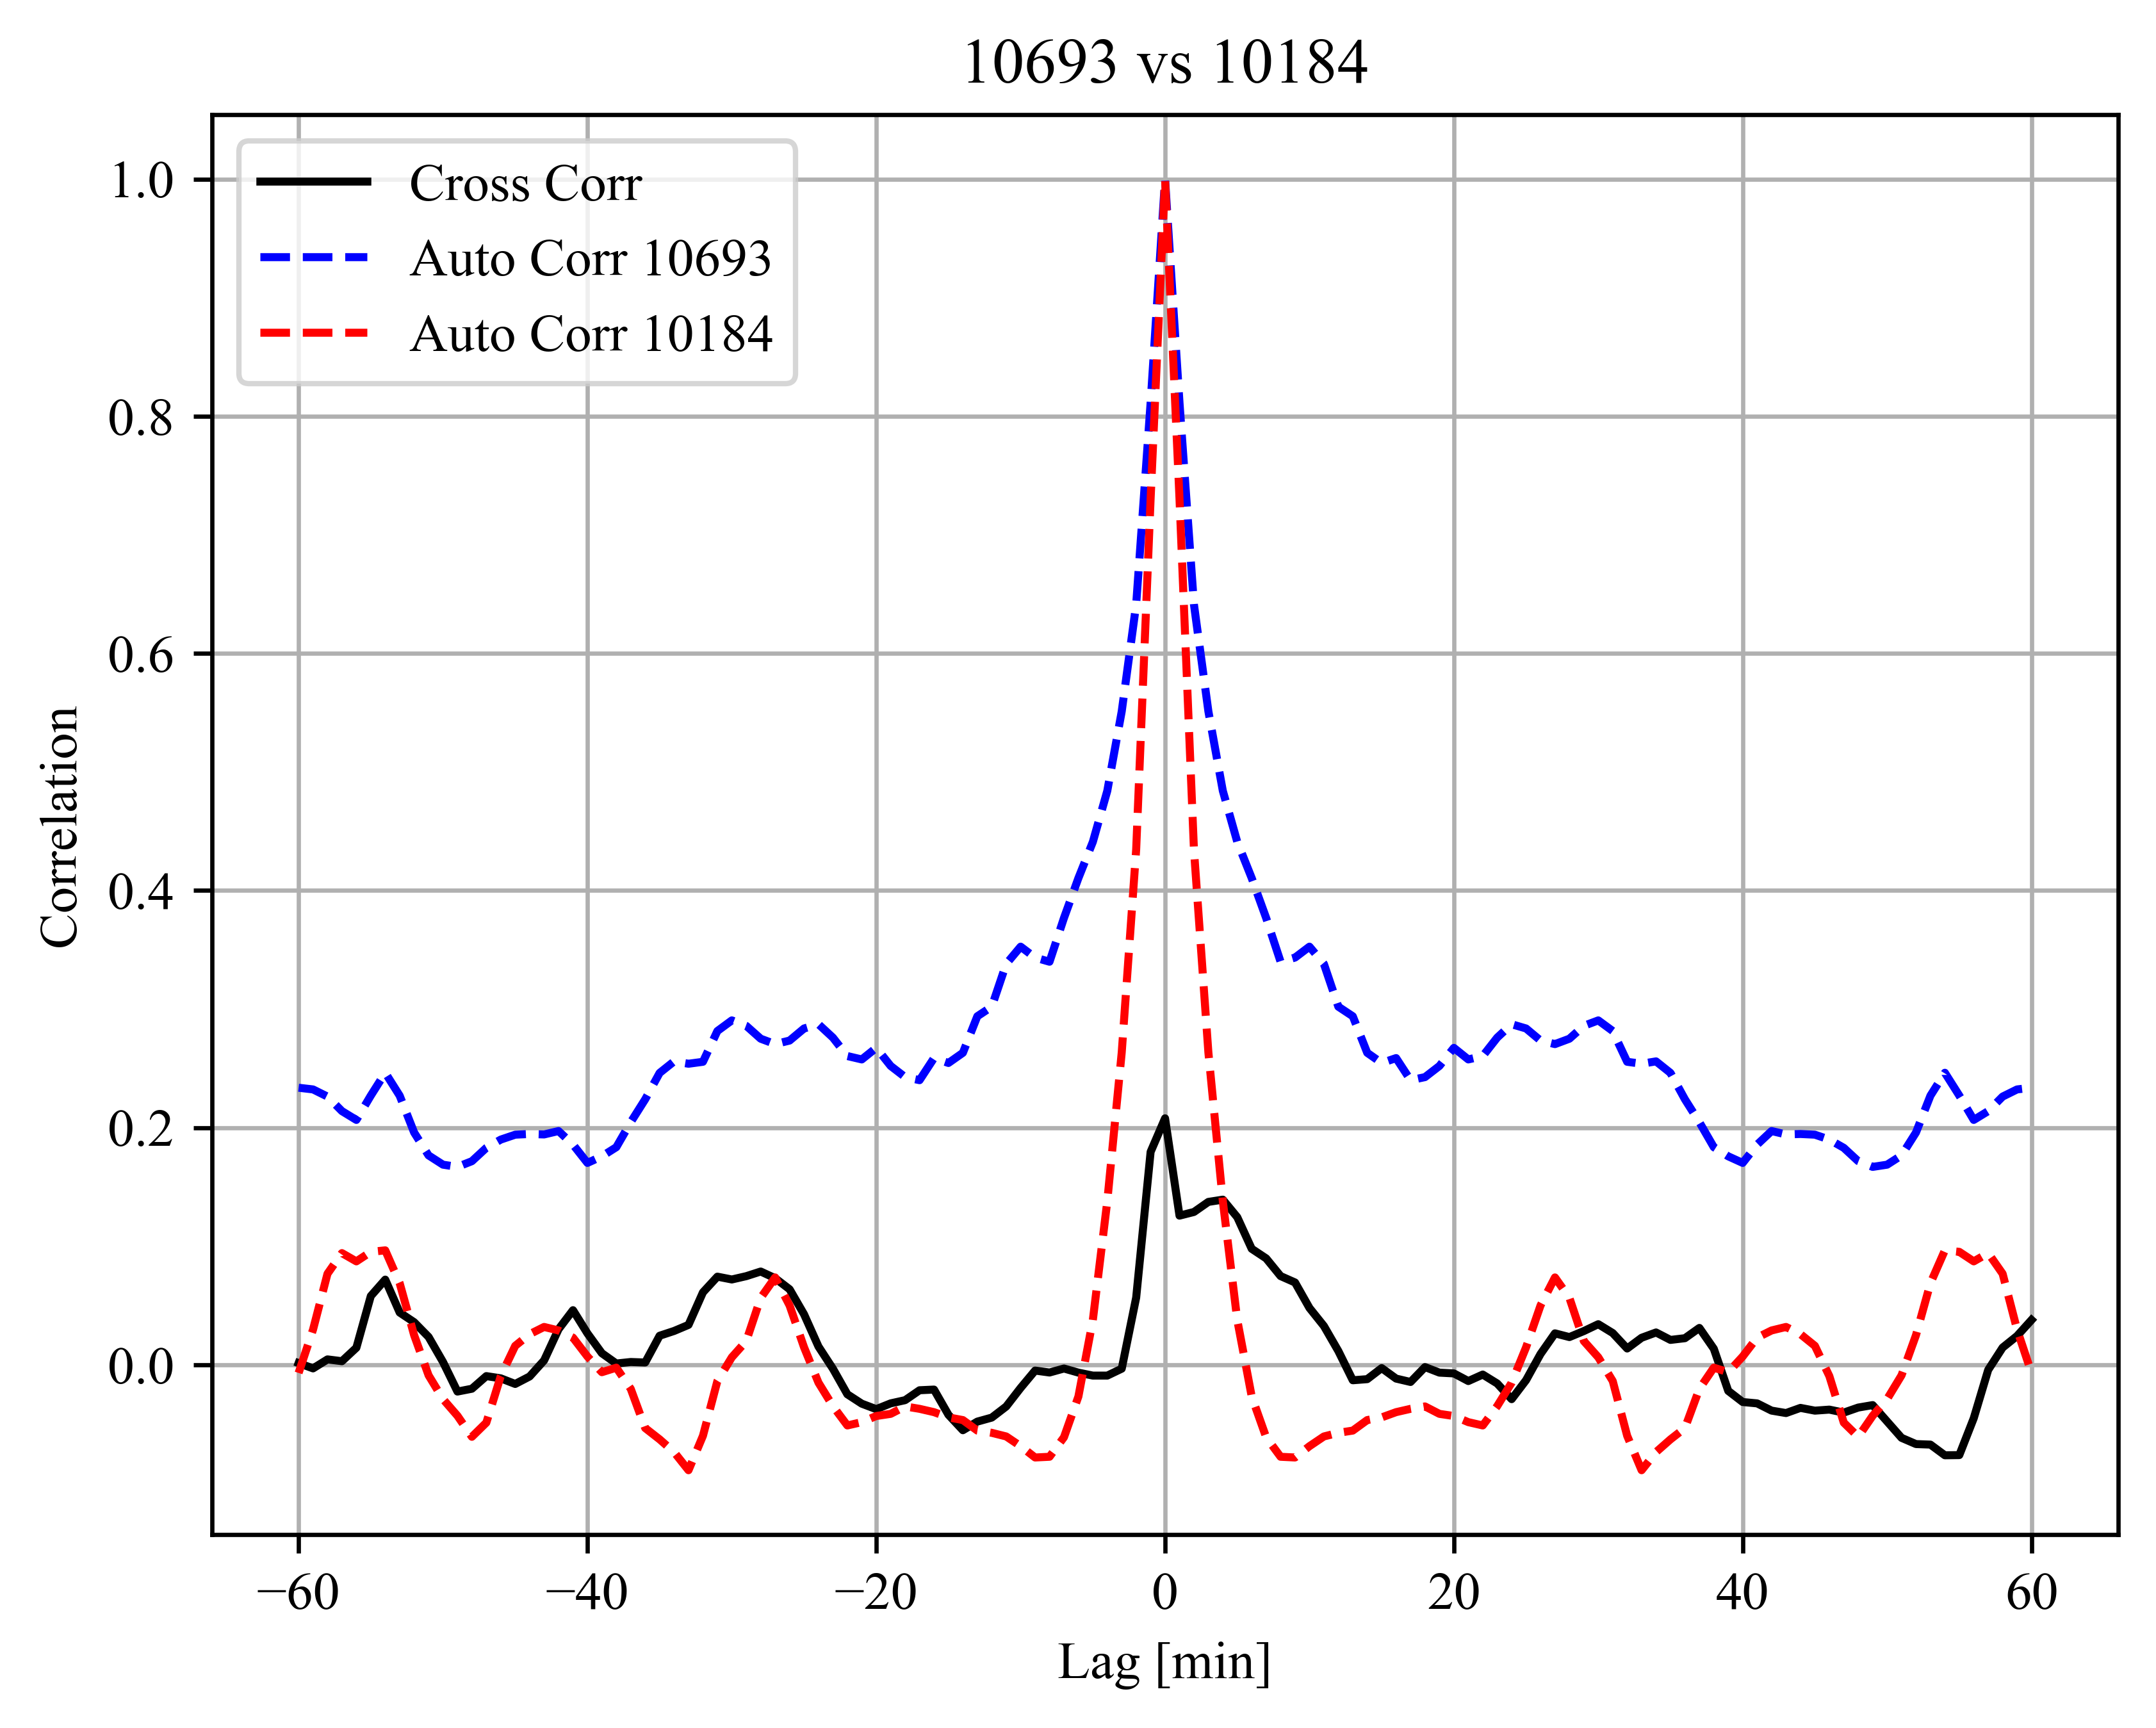 10693 vs 10184
Cross Corr
Auto Corr 10693
Auto Corr 10184
1.0
0.8
0.6
0.4
0.2
0.0
Correlation
−60
−40
−20
0
20
40
60
Lag [min]